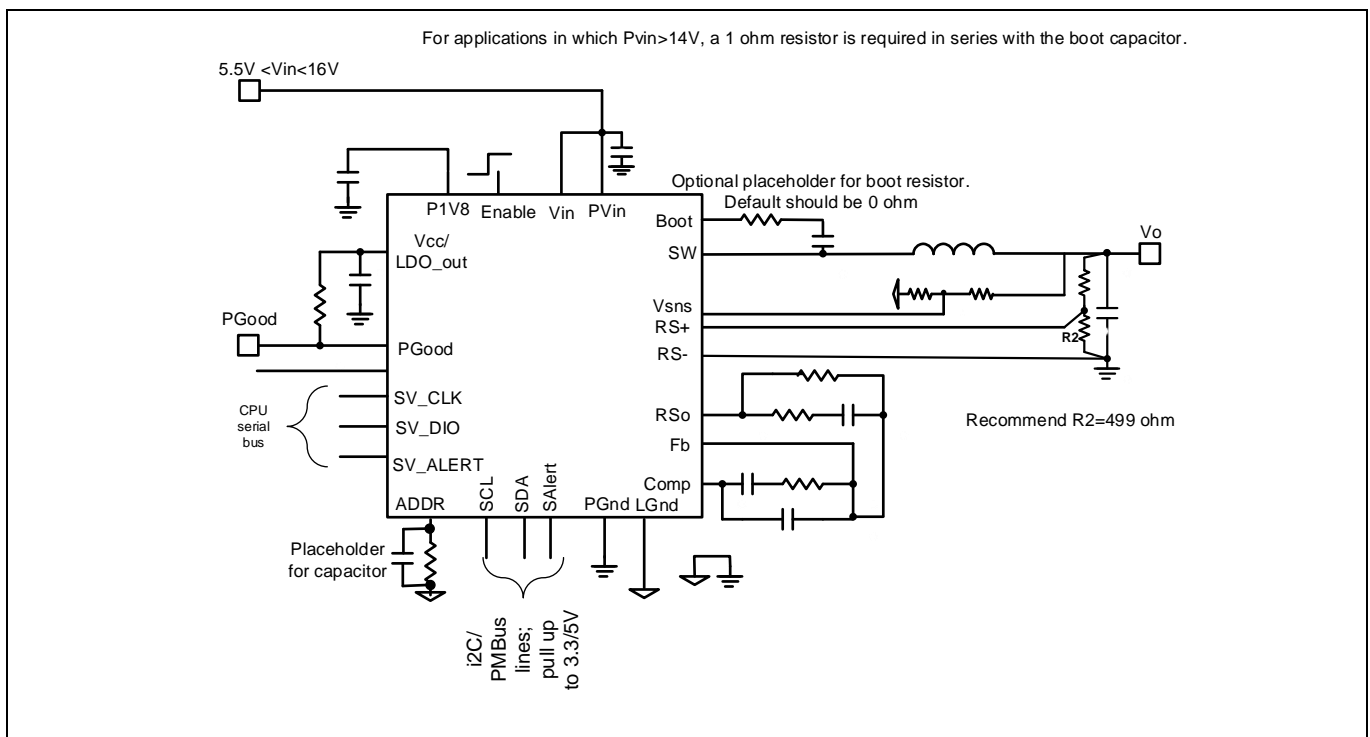 For applications in which Pvin>14V, a 1 ohm resistor is required in series with the boot capacitor.
5.5V <Vin<16V
Optional placeholder for boot resistor.
Default should be 0 ohm
P1V8
Enable
Vin
PVin
Boot
Vcc/
LDO_out
SW
Vo
Vsns
RS+
R2
RS-
PGood
PGood
SV_CLK
CPU
serial
bus
SV_DIO
SV_ALERT
RSo
Recommend R2=499 ohm
Fb
Comp
ADDR
SCL
SDA
SAlert
PGnd
LGnd
Placeholder
for capacitor
i2C/
PMBus
lines;
pull up
to 3.3/5V